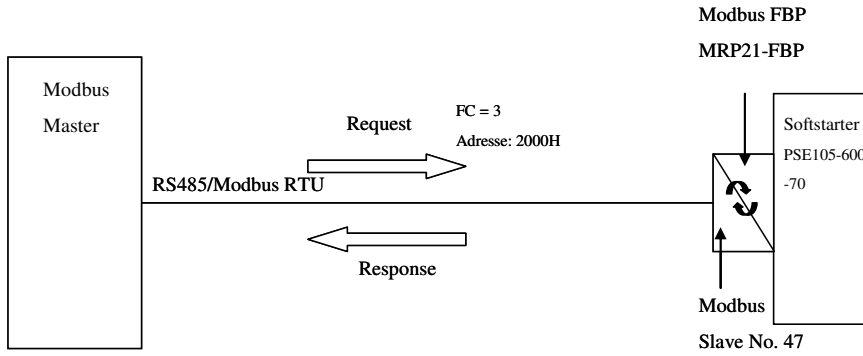 Modbus FBP
MRP21-FBP
Modbus
Master
Request
FC = 3
Adresse: 2000H
Softstarter
PSE105-600
-70
RS485/Modbus RTU
Response
Modbus
Slave No. 47